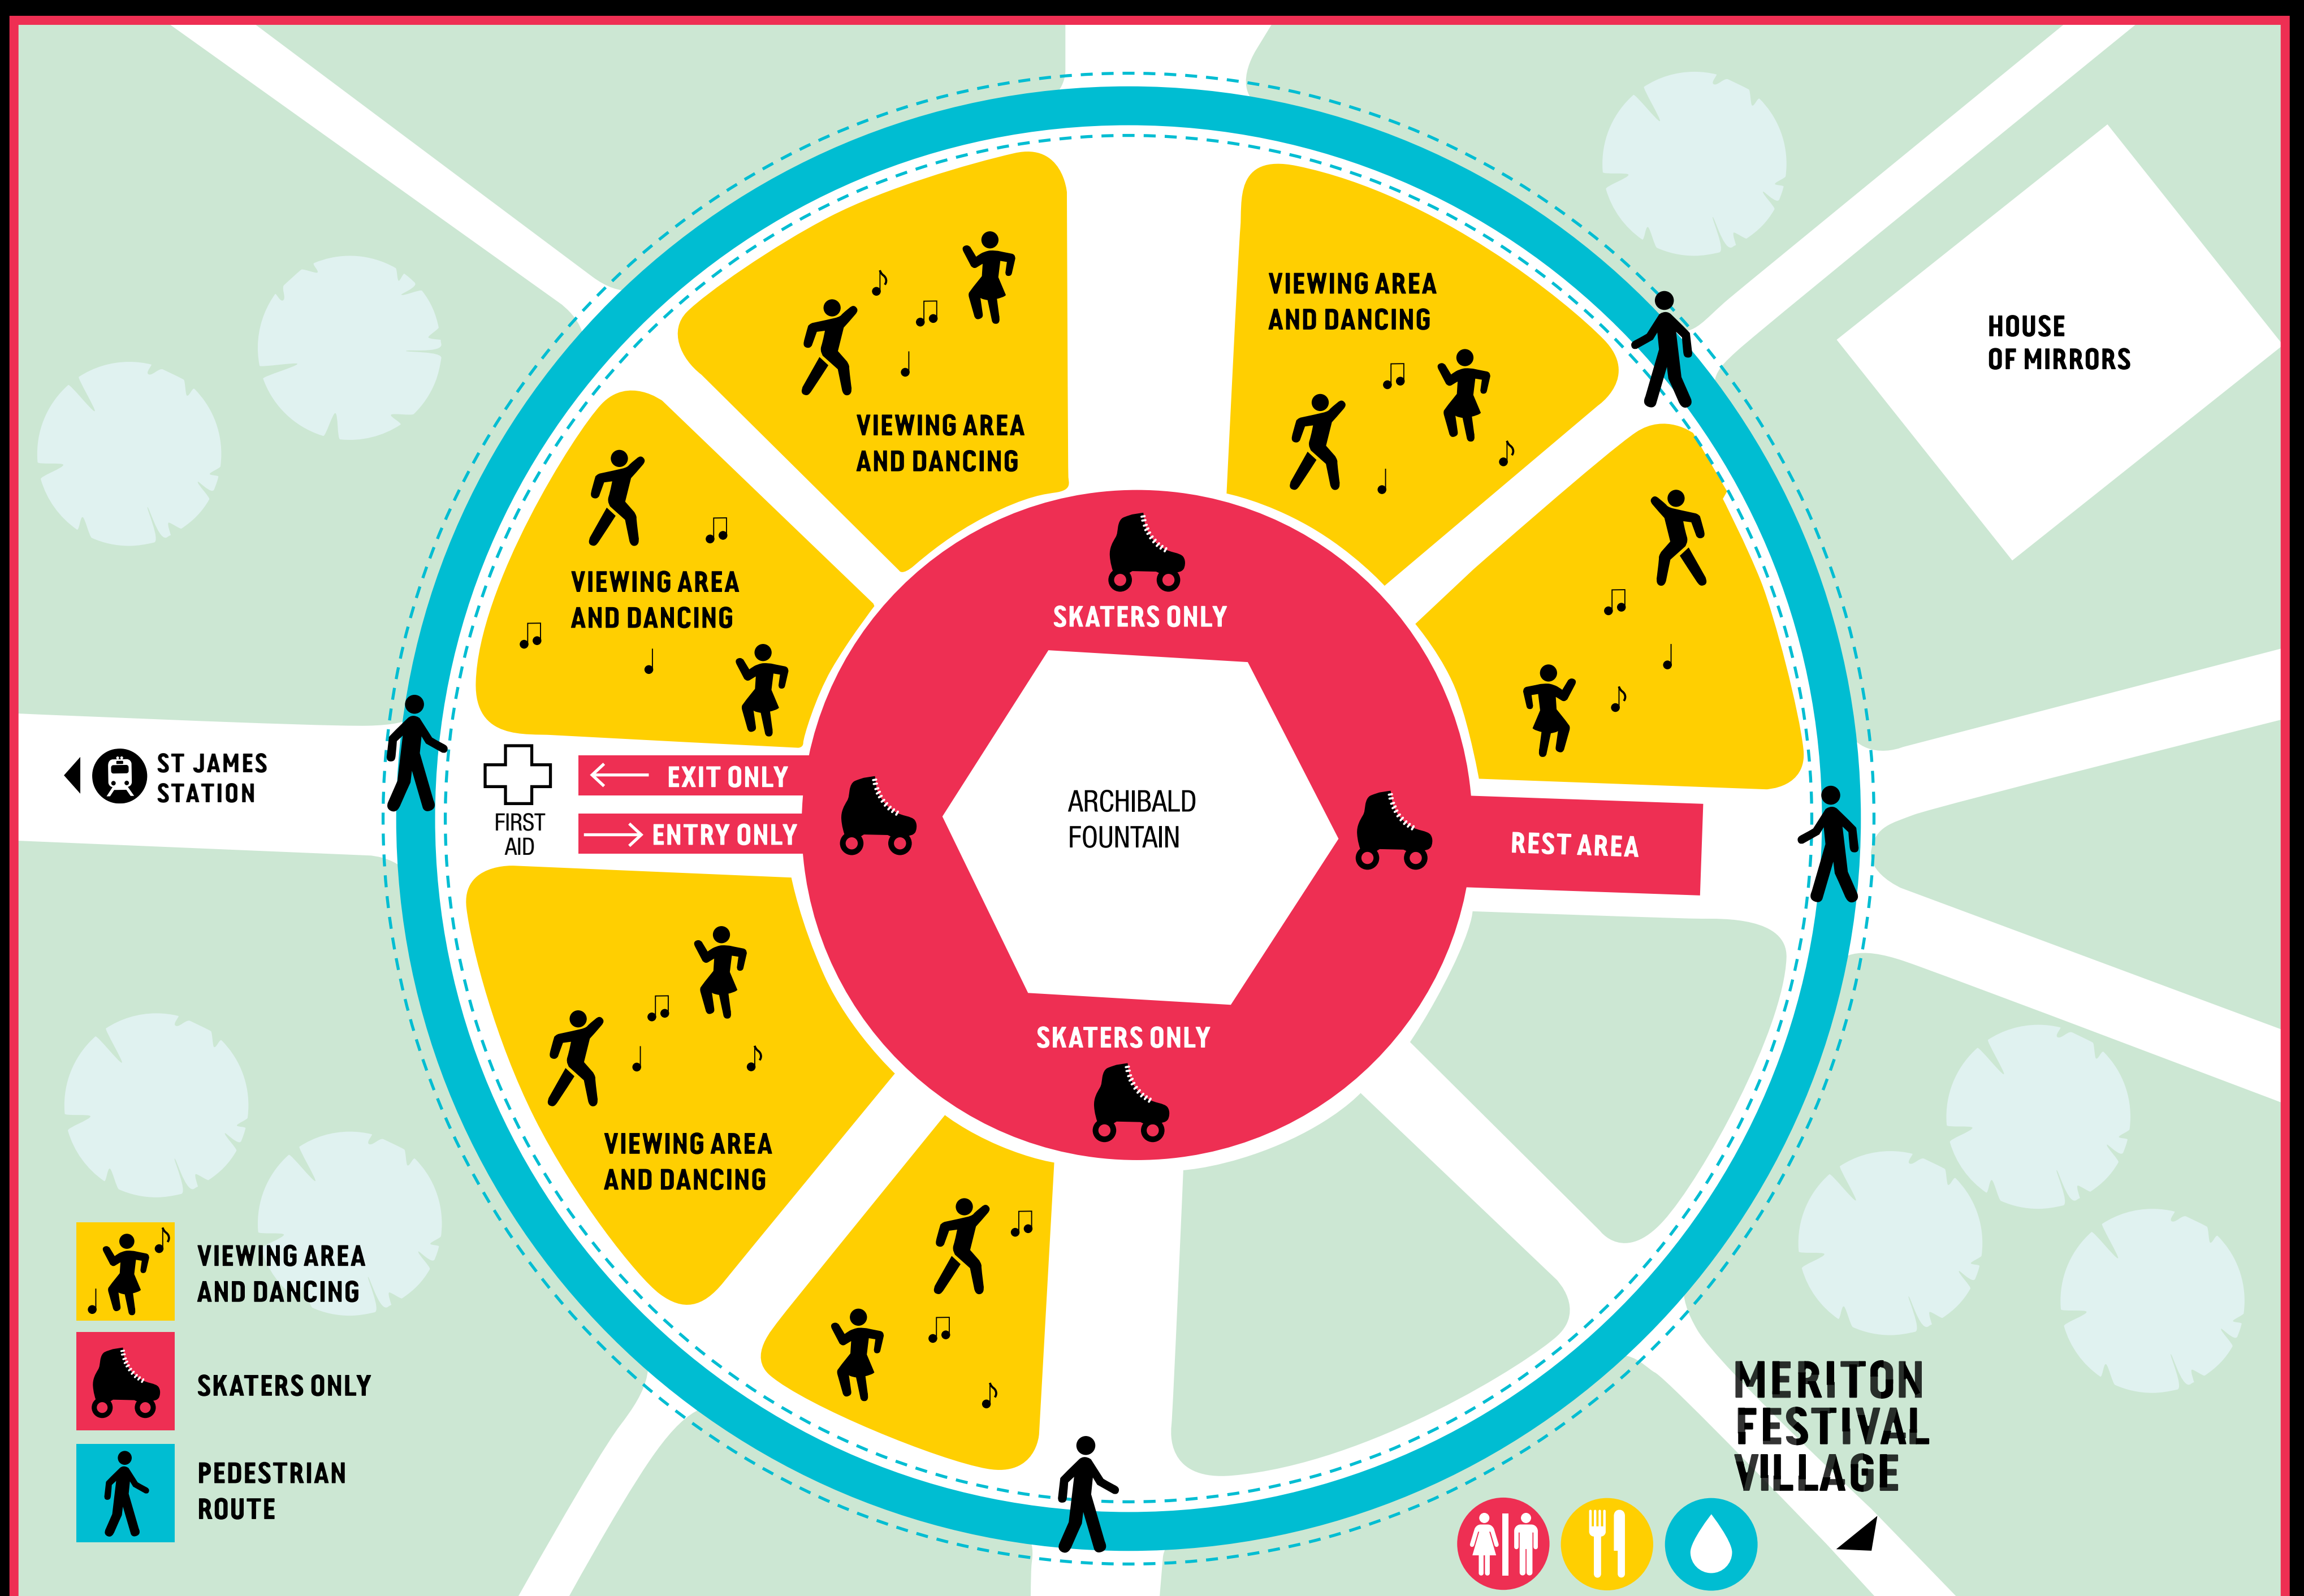 VIEWING AREA
AND DANCING
HOUSE
OF MIRRORS
VIEWING AREA
AND DANCING
VIEWING AREA
AND DANCING
SKATERS ONLY
ST JAMES
STATION
FIRST
AID
EXIT ONLY
ENTRY ONLY
ARCHIBALD
FOUNTAIN
REST AREA
SKATERS ONLY
VIEWING AREA
AND DANCING
VIEWING AREA
AND DANCING
SKATERS ONLY
PEDESTRIAN
ROUTE
MERITON
FESTIVAL
VILLAGE